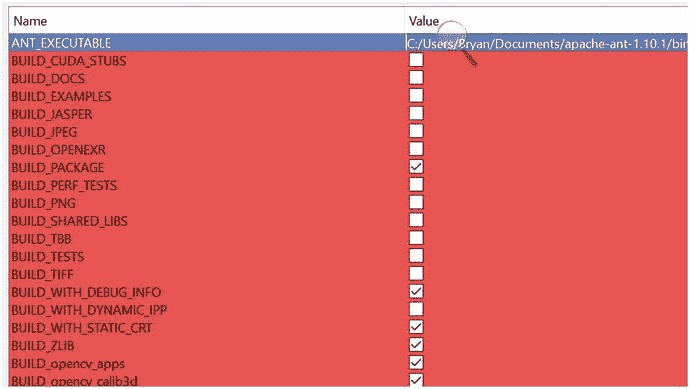 Name Value
ANT_EXECUTABLE C:/Users/Bryan/Documents/apache-ant-1.10.1/bin
BUILD_CUDA_STUBS
BUILD_DOCS
BUILD_EXAMPLES
BUILD_JASPER
BUILD_JPEG
BUILD_OPENEXR
BUILD_PACKAGE
BUILD_PERF_TESTS
BUILD_PNG
BUILD_SHARED_LIBS
BUILD_TBB
BUILD_TESTS
BUILD_TIFF
BUILD_WITH_DEBUG_INFO
BUILD_WITH_DYNAMIC_IPP
BUILD_WITH_STATIC_CRT
BUILD_ZLIB
BUILD_opencv_apps
BUILD_opencv_calib3d